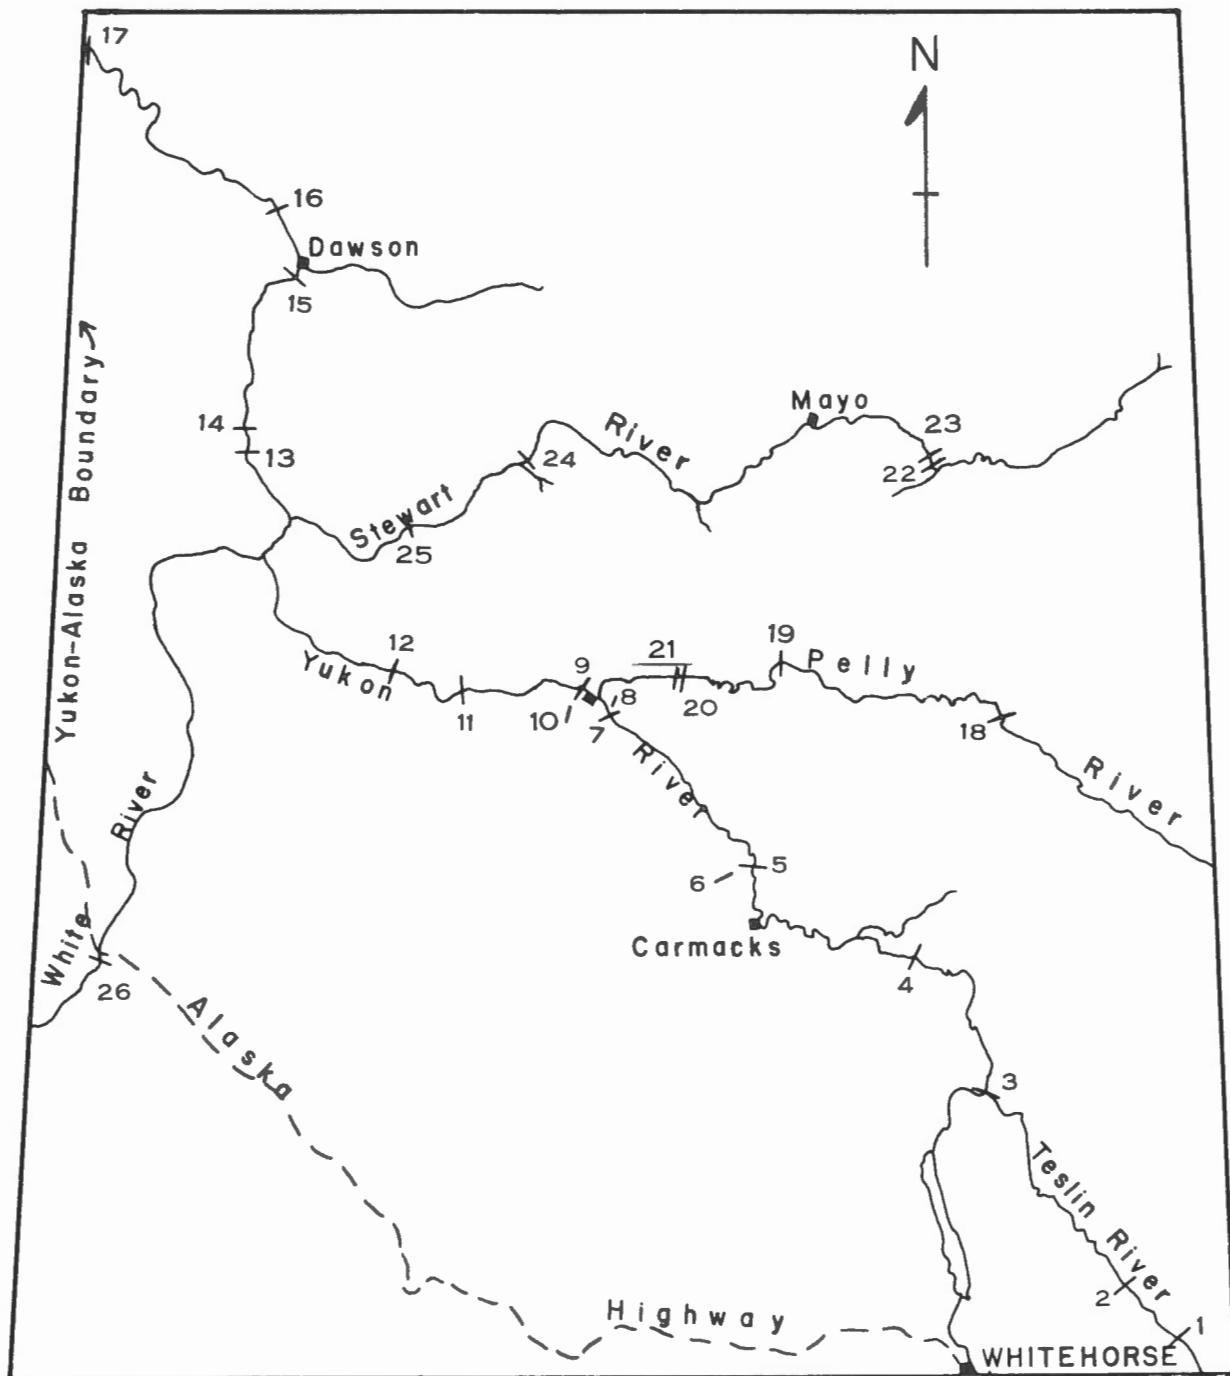 17
N
16
Dawson
15
Yukon-Alaska Boundary
14
13
Mayo
River
23
22
24
Stewart
25
12
Yukon
11
9
10
21
8
7
20
19
Pelly
18
River
River
River
5
6
Carmacks
4
White
26
Alaska
3
Teslin River
2
1
Highway
WHITEHORSE